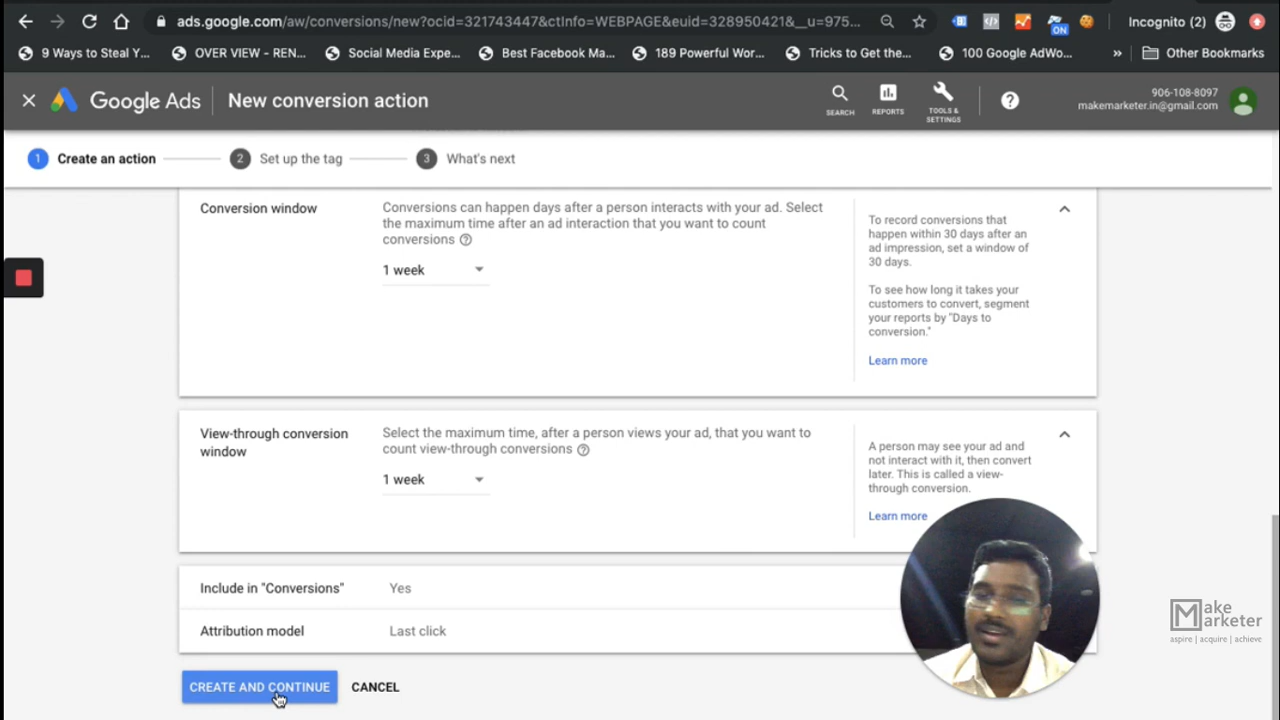 ads.google.com/aw/conversions/new?ocid=321743447&ctInfo=WEBPAGE&euid=328950421&__u=975...
ON
Incognito (2)
9 Ways to Steal Y...
OVER VIEW - REN...
Social Media Expe...
Best Facebook Ma...
189 Powerful Wor...
Tricks to Get the...
100 Google AdWo...
»
Other Bookmarks
Google Ads
New conversion action
SEARCH
REPORTS
TOOLS &
SETTINGS
906-108-8097
makemarketer.in@gmail.com
1 Create an action
2 Set up the tag
3 What's next
Conversion window
Conversions can happen days after a person interacts with your ad. Select
the maximum time after an ad interaction that you want to count
conversions
1 week
To record conversions that
happen within 30 days after an
ad impression, set a window of
30 days.
To see how long it takes your
customers to convert, segment
your reports by "Days to
conversion."
Learn more
View-through conversion
window
Select the maximum time, after a person views your ad, that you want to
count view-through conversions
1 week
A person may see your ad and
not interact with it, then convert
later. This is called a view-
through conversion.
Learn more
Include in "Conversions"
Yes
Attribution model
Last click
CREATE AND CONTINUE
CANCEL
Make
Marketer
aspire | acquire | achieve